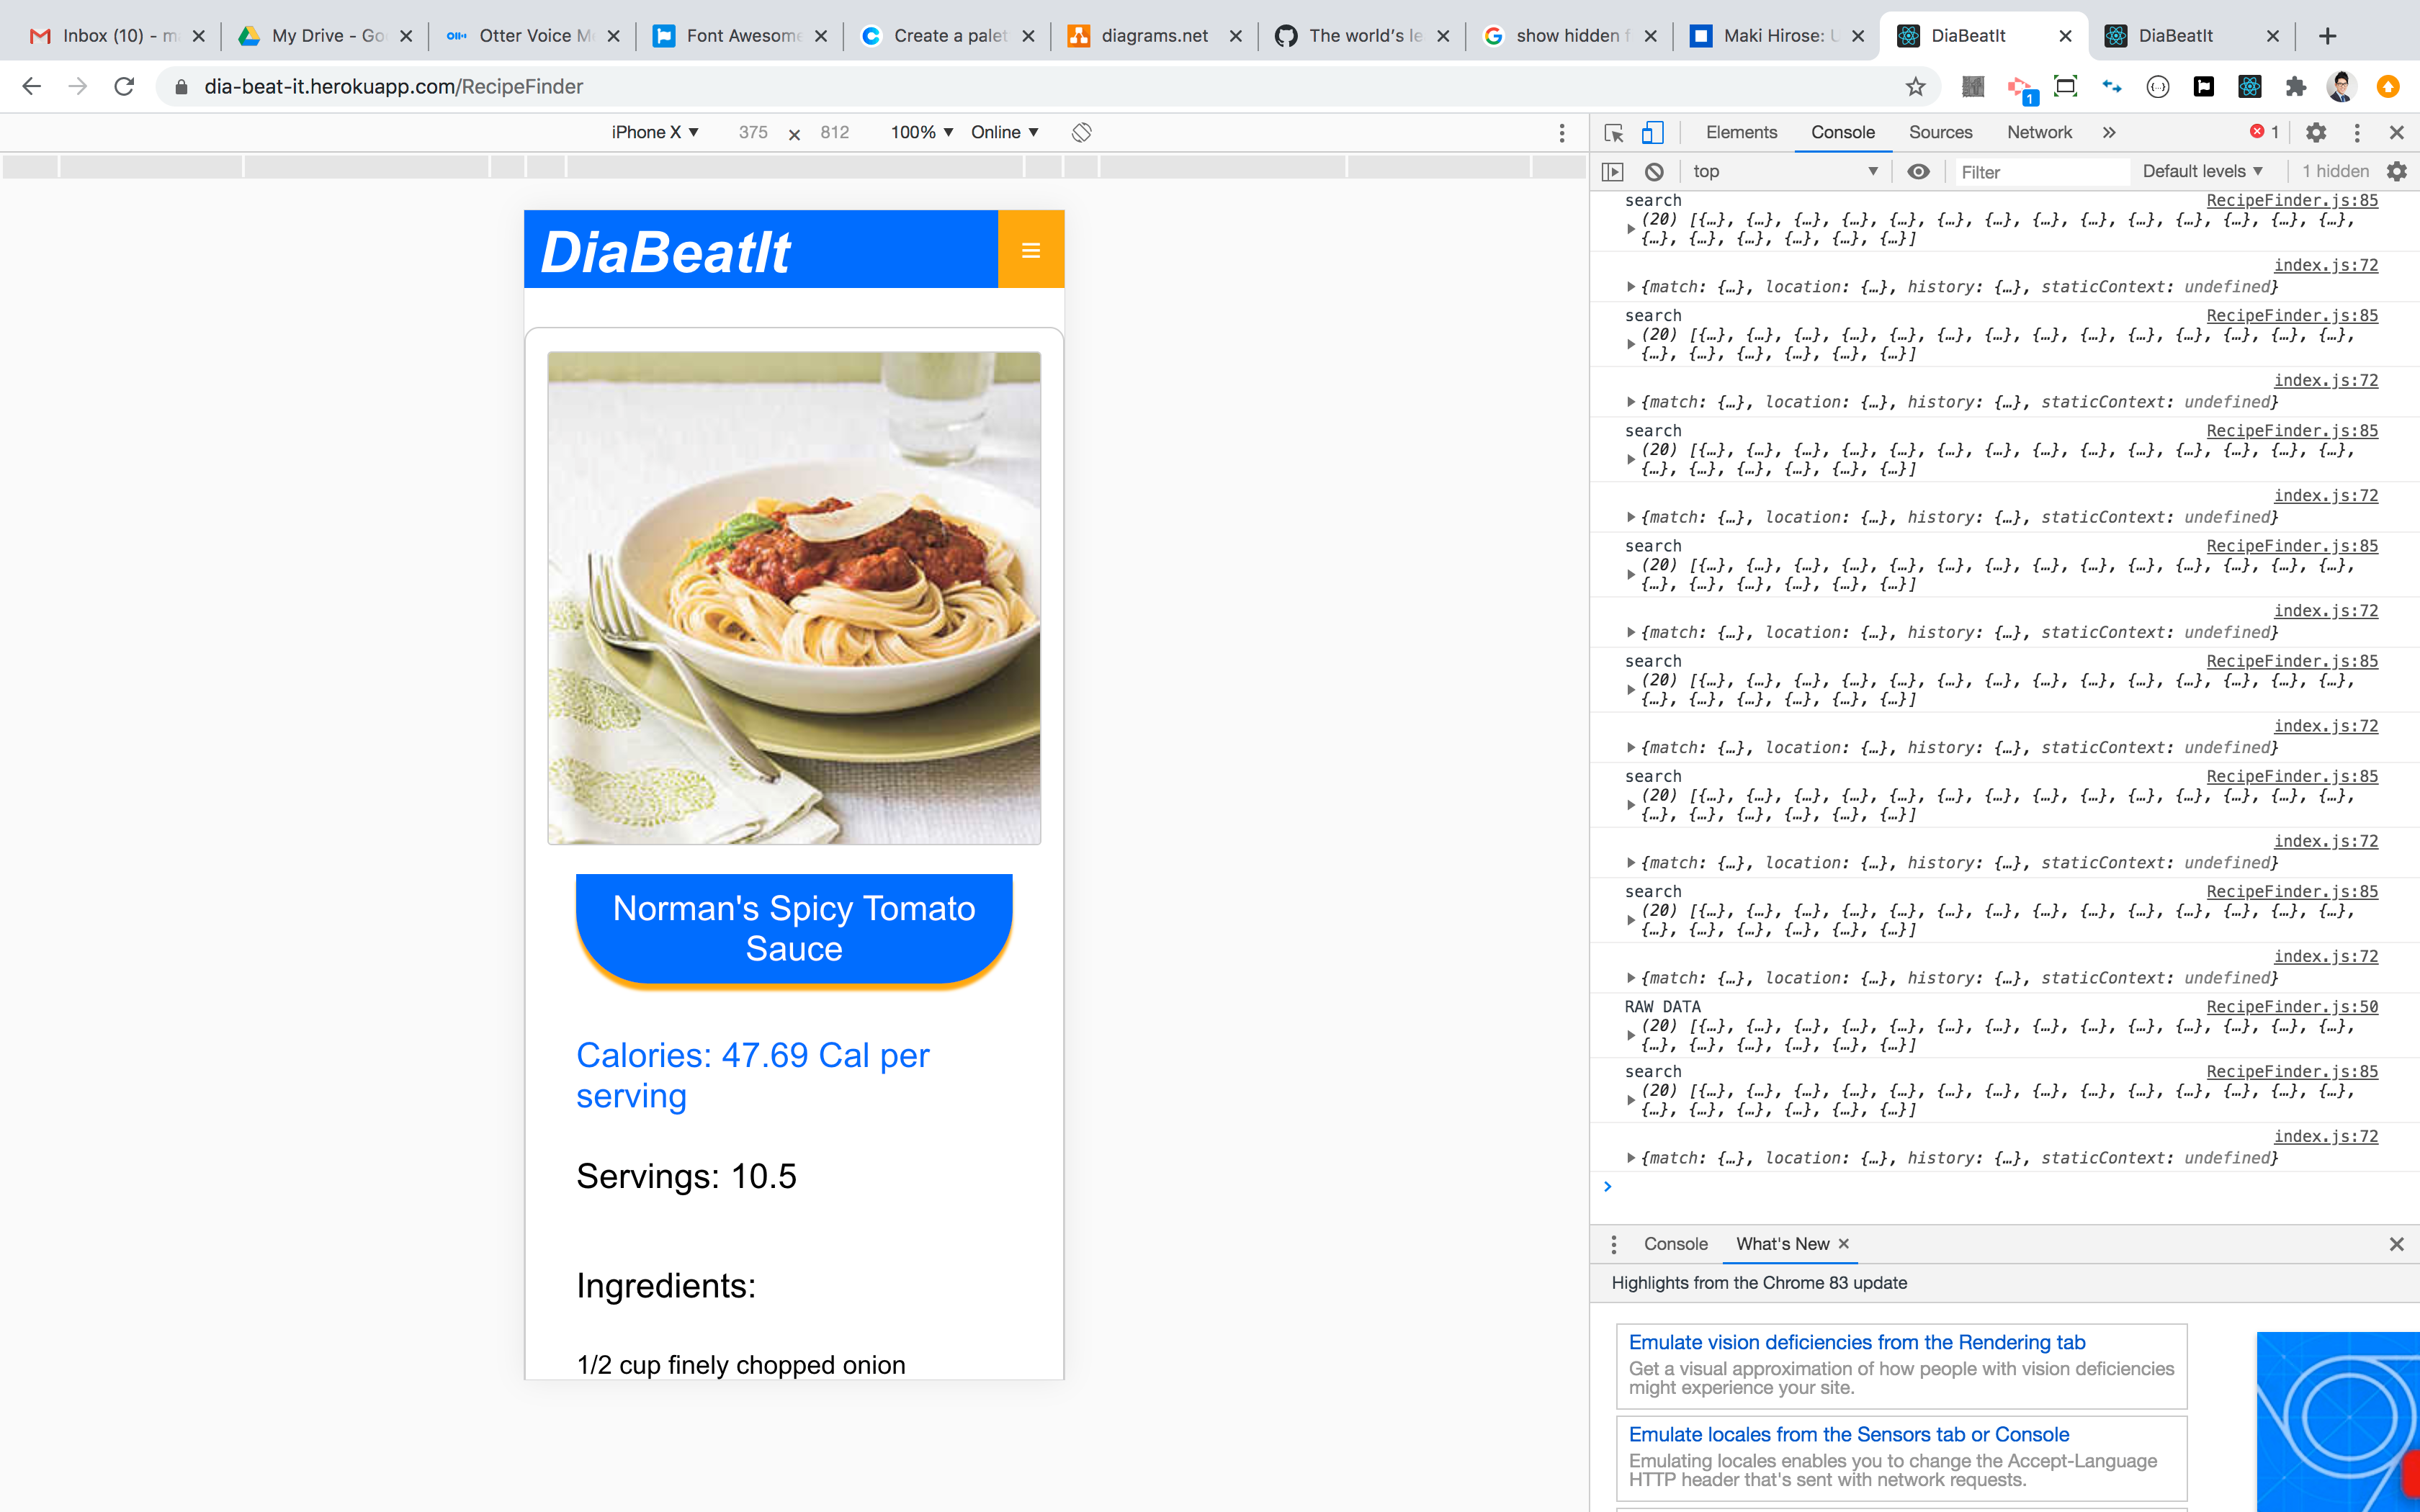 Inbox (10) - m
My Drive - Go
Otter Voice M
Font Awesome
Create a palet
diagrams.net
The world's le
show hidden f
Maki Hirose: U
DiaBeatIt
DiaBeatIt
dia-beat-it.herokuapp.com/RecipeFinder
1
iPhone X ▼ 375 x 812 100% ▼ Online ▼
DiaBeatIt
Norman's Spicy Tomato
Sauce
Calories: 47.69 Cal per
serving
Servings: 10.5
Ingredients:
1/2 cup finely chopped onion
Elements Console Sources Network » 1
top Filter Default levels ▼ 1 hidden
search RecipeFinder.js:85
(20) [{…}, {…}, {…}, {…}, {…}, {…}, {…}, {…}, {…}, {…}, {…}, {…}, {…}, {…},
{…}, {…}, {…}, {…}, {…}, {…}]
index.js:72
{match: {…}, location: {…}, history: {…}, staticContext: undefined}
search RecipeFinder.js:85
(20) [{…}, {…}, {…}, {…}, {…}, {…}, {…}, {…}, {…}, {…}, {…}, {…}, {…}, {…},
{…}, {…}, {…}, {…}, {…}, {…}]
index.js:72
{match: {…}, location: {…}, history: {…}, staticContext: undefined}
search RecipeFinder.js:85
(20) [{…}, {…}, {…}, {…}, {…}, {…}, {…}, {…}, {…}, {…}, {…}, {…}, {…}, {…},
{…}, {…}, {…}, {…}, {…}, {…}]
index.js:72
{match: {…}, location: {…}, history: {…}, staticContext: undefined}
search RecipeFinder.js:85
(20) [{…}, {…}, {…}, {…}, {…}, {…}, {…}, {…}, {…}, {…}, {…}, {…}, {…}, {…},
{…}, {…}, {…}, {…}, {…}, {…}]
index.js:72
{match: {…}, location: {…}, history: {…}, staticContext: undefined}
search RecipeFinder.js:85
(20) [{…}, {…}, {…}, {…}, {…}, {…}, {…}, {…}, {…}, {…}, {…}, {…}, {…}, {…},
{…}, {…}, {…}, {…}, {…}, {…}]
index.js:72
{match: {…}, location: {…}, history: {…}, staticContext: undefined}
search RecipeFinder.js:85
(20) [{…}, {…}, {…}, {…}, {…}, {…}, {…}, {…}, {…}, {…}, {…}, {…}, {…}, {…},
{…}, {…}, {…}, {…}, {…}, {…}]
index.js:72
{match: {…}, location: {…}, history: {…}, staticContext: undefined}
search RecipeFinder.js:85
(20) [{…}, {…}, {…}, {…}, {…}, {…}, {…}, {…}, {…}, {…}, {…}, {…}, {…}, {…},
{…}, {…}, {…}, {…}, {…}, {…}]
index.js:72
{match: {…}, location: {…}, history: {…}, staticContext: undefined}
RAW DATA RecipeFinder.js:50
(20) [{…}, {…}, {…}, {…}, {…}, {…}, {…}, {…}, {…}, {…}, {…}, {…}, {…}, {…},
{…}, {…}, {…}, {…}, {…}, {…}]
search RecipeFinder.js:85
(20) [{…}, {…}, {…}, {…}, {…}, {…}, {…}, {…}, {…}, {…}, {…}, {…}, {…}, {…},
{…}, {…}, {…}, {…}, {…}, {…}]
index.js:72
{match: {…}, location: {…}, history: {…}, staticContext: undefined}
Console What's New
Highlights from the Chrome 83 update
Emulate vision deficiencies from the Rendering tab
Get a visual approximation of how people with vision deficiencies
might experience your site.
Emulate locales from the Sensors tab or Console
Emulating locales enables you to change the Accept-Language
HTTP header that's sent with network requests.